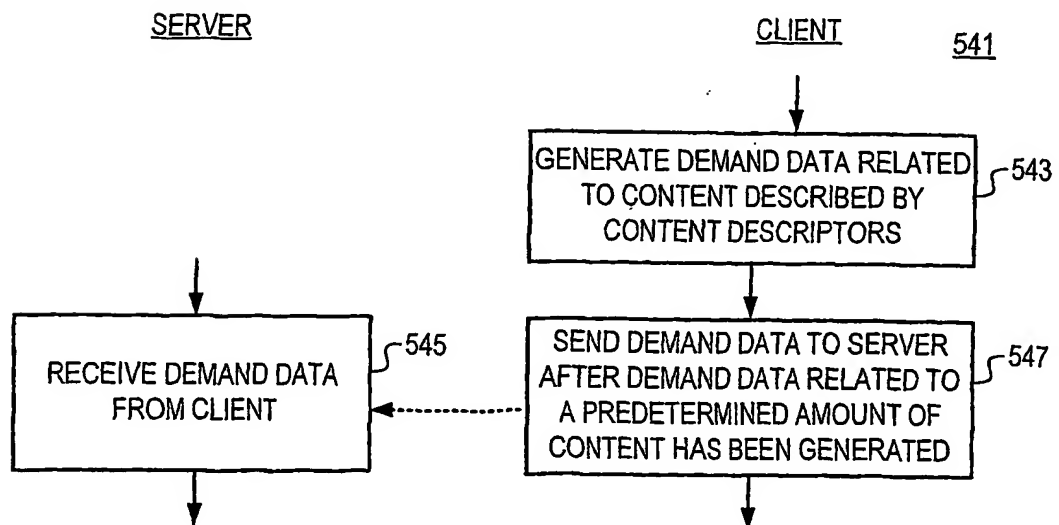 SERVER
CLIENT
541
GENERATE DEMAND DATA RELATED
TO CONTENT DESCRIBED BY
CONTENT DESCRIPTORS
543
RECEIVE DEMAND DATA
FROM CLIENT
545
SEND DEMAND DATA TO SERVER
AFTER DEMAND DATA RELATED TO
A PREDETERMINED AMOUNT OF
CONTENT HAS BEEN GENERATED
547